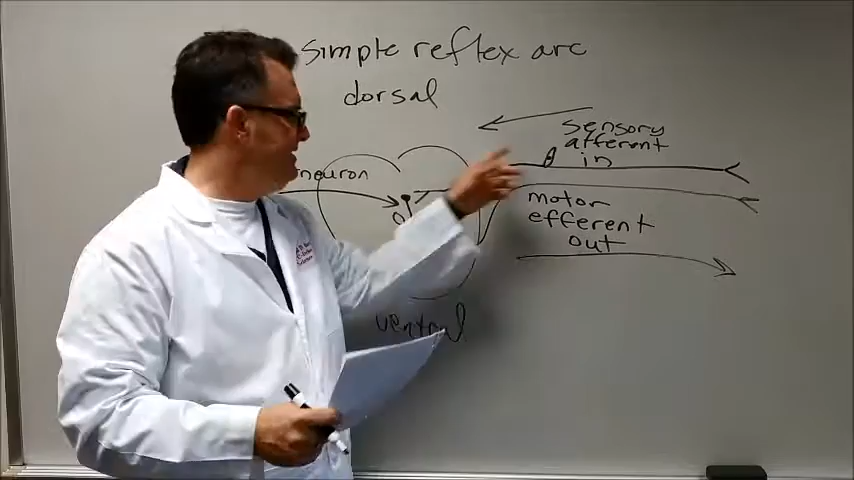 simple reflex arc
dorsal
sensory
afferent
in
neuron
motor
efferent
out
ventral